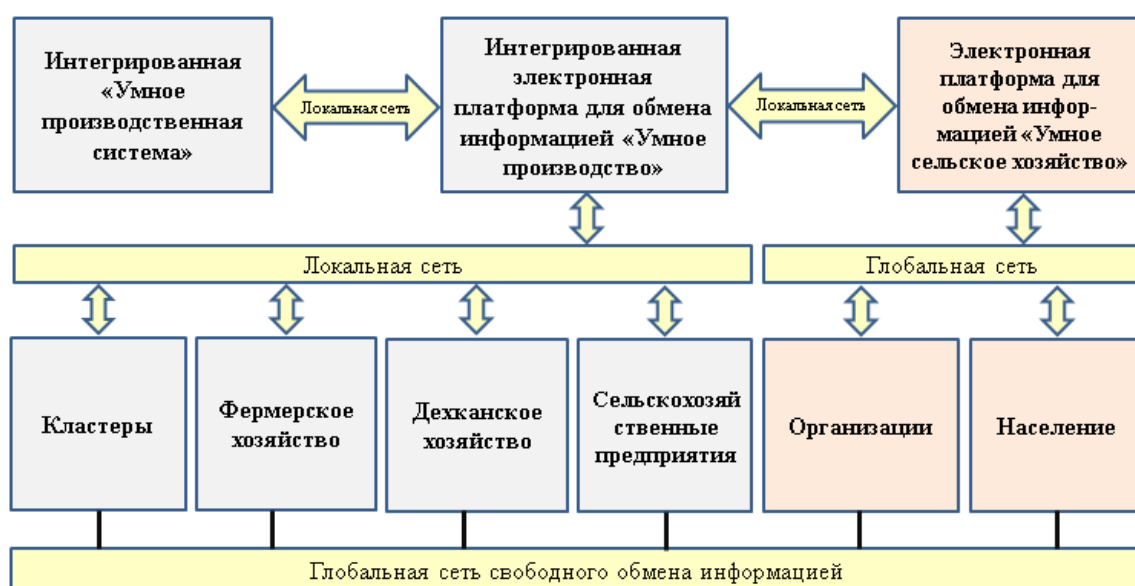 Интегрированная
«Умное
производственная
система»
Локальная сеть
Интегрированная
электронная
платформа для обмена
информацией «Умное
производство»
Локальная сеть
Электронная
платформа для
обмена инфор-
мацией «Умное
сельское хозяйство»
Локальная сеть
Глобальная сеть
Кластеры
Фермерское
хозяйство
Дехканское
хозяйство
Сельскохозяй
ственные
предприятия
Организации
Население
Глобальная сеть свободного обмена информацией